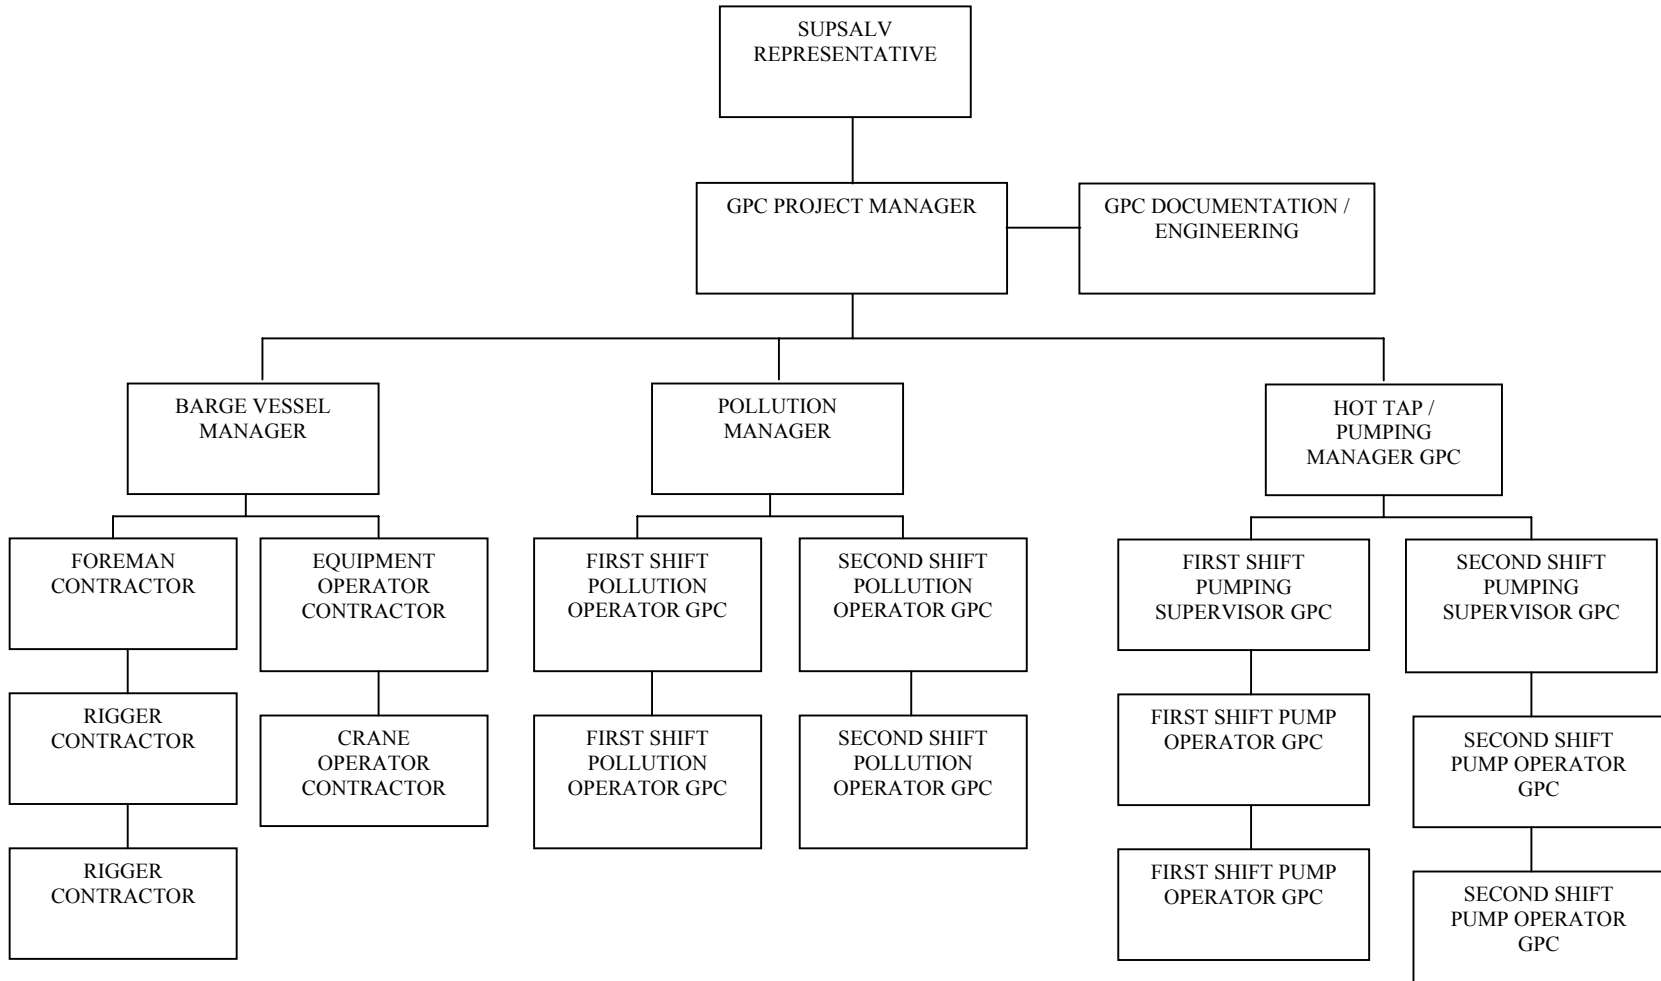 SUPSALV
REPRESENTATIVE
GPC PROJECT MANAGER
GPC DOCUMENTATION /
ENGINEERING
BARGE VESSEL
MANAGER
POLLUTION
MANAGER
HOT TAP /
PUMPING
MANAGER GPC
FOREMAN
CONTRACTOR
EQUIPMENT
OPERATOR
CONTRACTOR
FIRST SHIFT
POLLUTION
OPERATOR GPC
SECOND SHIFT
POLLUTION
OPERATOR GPC
FIRST SHIFT
PUMPING
SUPERVISOR GPC
SECOND SHIFT
PUMPING
SUPERVISOR GPC
RIGGER
CONTRACTOR
CRANE
OPERATOR
CONTRACTOR
FIRST SHIFT
POLLUTION
OPERATOR GPC
SECOND SHIFT
POLLUTION
OPERATOR GPC
FIRST SHIFT PUMP
OPERATOR GPC
SECOND SHIFT
PUMP OPERATOR
GPC
RIGGER
CONTRACTOR
FIRST SHIFT PUMP
OPERATOR GPC
SECOND SHIFT
PUMP OPERATOR
GPC